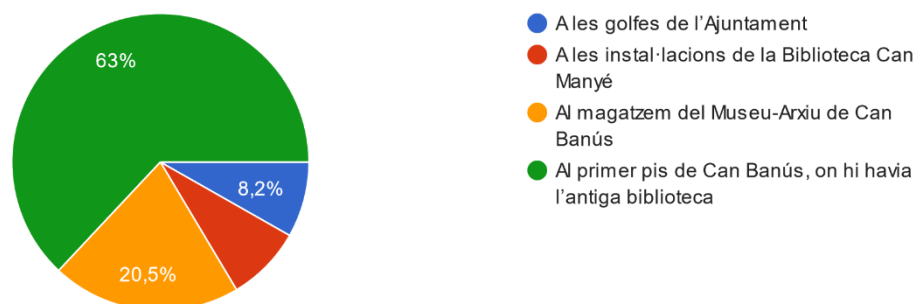 63%
8,2%
20,5%
A les golfes de l'Ajuntament
A les instal·lacions de la Biblioteca Can
Manyé
Al magatzem del Museu-Arxiu de Can
Banús
Al primer pis de Can Banús, on hi havia
l'antiga biblioteca